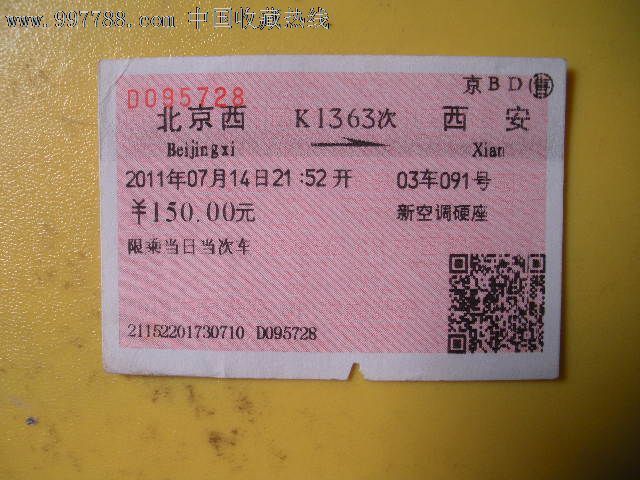 www.997788.com 中国收藏热线
京BD(售)
D095728
北京西 K1363次 西安
Beijingxi Xian
2011年07月14日21:52开 03车091号
¥150.00元 新空调硬座
限乘当日当次车
21152201730710 D095728